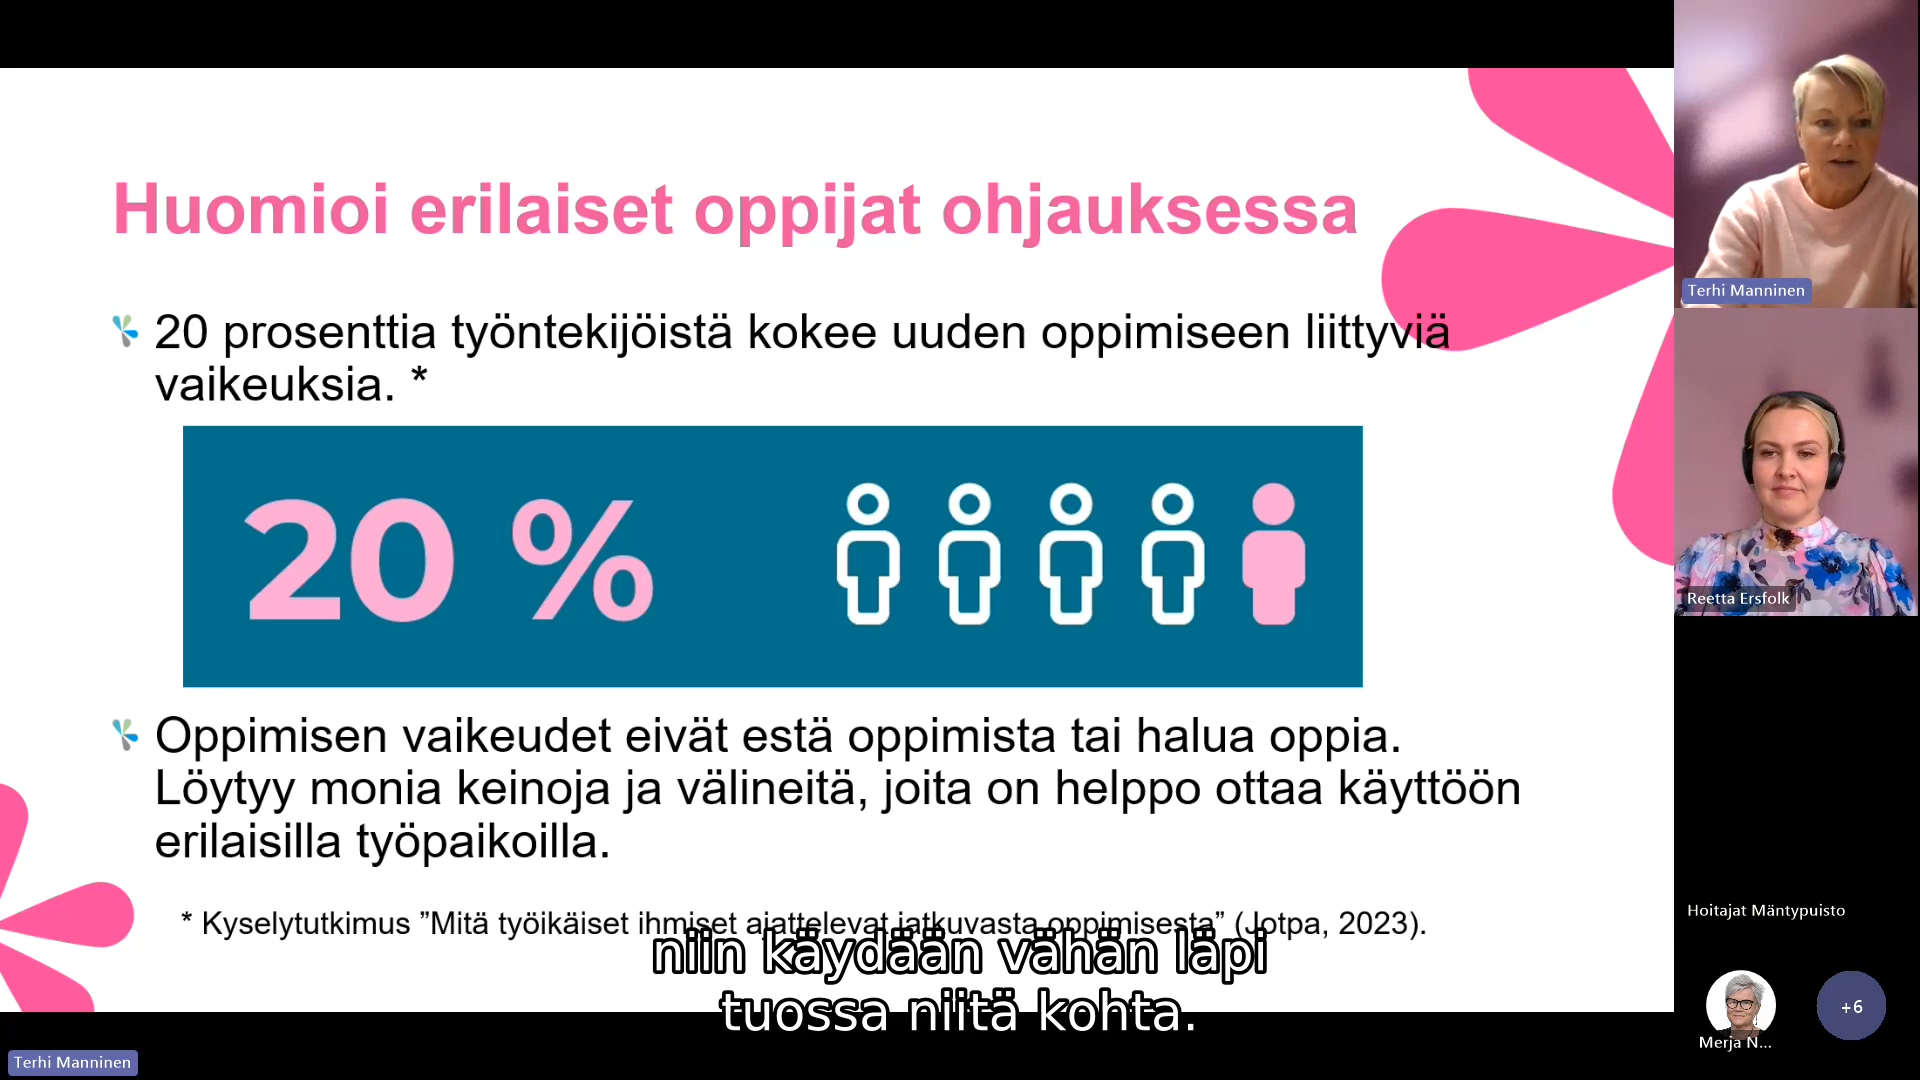 Huomioi erilaiset oppijat ohjauksessa
20 prosenttia työntekijöistä kokee uuden oppimiseen liittyviä
vaikeuksia. *
20 %
Oppimisen vaikeudet eivät estä oppimista tai halua oppia.
Löytyy monia keinoja ja välineitä, joita on helppo ottaa käyttöön
erilaisilla työpaikoilla.
* Kyselytutkimus ”Mitä työikäiset ihmiset ajattelevat jatkuvasta oppimisesta” (Jotpa, 2023).
niin käydään vähän läpi
tuossa niitä kohta.
Terhi Manninen
Terhi Manninen
Reetta Ersfolk
Hoitajat Mäntypuisto
Merja N...
+6